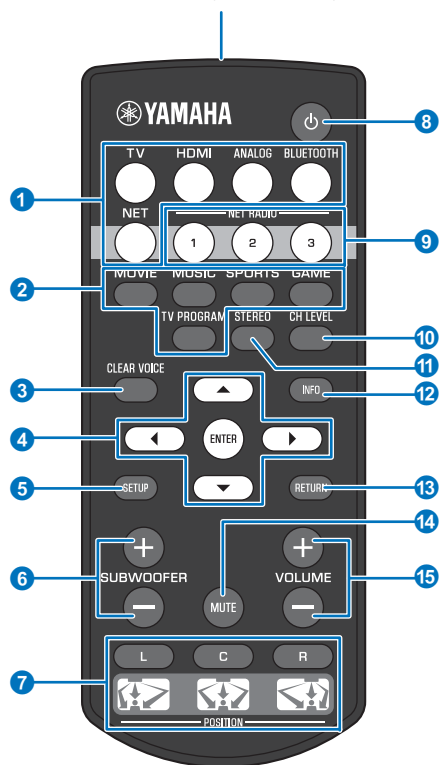 YAMAHA
8
TV HDMI ANALOG BLUETOOTH
1
NET NET RADIO
1 2 3
9
2
MOVIE MUSIC SPORTS GAME
TV PROGRAM STEREO CH LEVEL
10
11
CLEAR VOICE
3
INFO
12
4
ENTER
5
SETUP
RETURN
13
14
+ +
6
SUBWOOFER VOLUME
15
MUTE
− −
L C R
7
POSITION